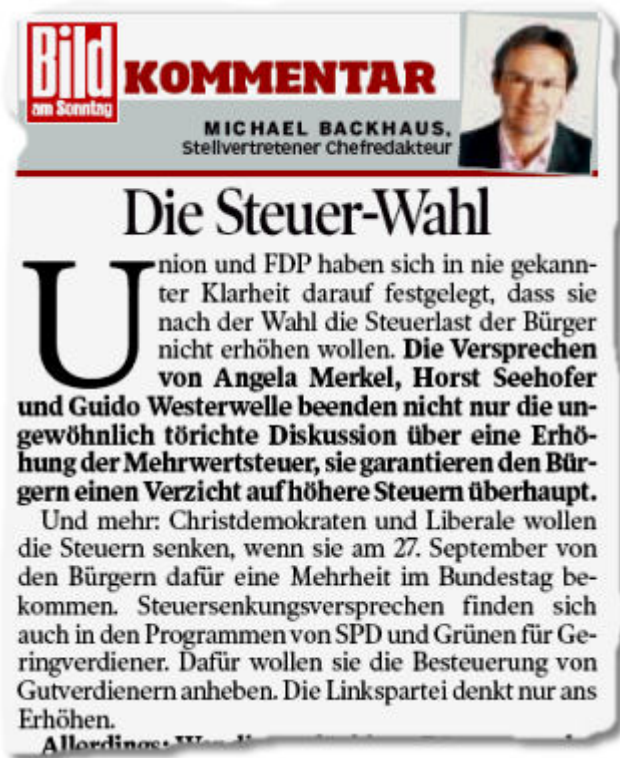 Bild
am Sonntag
KOMMENTAR
MICHAEL BACKHAUS,
Stellvertretener Chefredakteur
Die Steuer-Wahl
Union und FDP haben sich in nie gekann-
ter Klarheit darauf festgelegt, dass sie
nach der Wahl die Steuerlast der Bürger
nicht erhöhen wollen. Die Versprechen
von Angela Merkel, Horst Seehofer
und Guido Westerwelle beenden nicht nur die un-
gewöhnlich törichte Diskussion über eine Erhö-
hung der Mehrwertsteuer, sie garantieren den Bür-
gern einen Verzicht auf höhere Steuern überhaupt.
Und mehr: Christdemokraten und Liberale wollen
die Steuern senken, wenn sie am 27. September von
den Bürgern dafür eine Mehrheit im Bundestag be-
kommen. Steuersenkungsversprechen finden sich
auch in den Programmen von SPD und Grünen für Ge-
ringverdiener. Dafür wollen sie die Besteuerung von
Gutverdienern anheben. Die Linkspartei denkt nur ans
Erhöhen.
Allerdings: